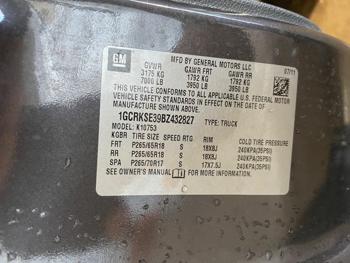 GM
MFD BY GENERAL MOTORS LLC
07/11
GVWR GAWR FRT GAWR RR
3175 KG 1792 KG 1792 KG
7000 LB 3950 LB 3950 LB
THIS VEHICLE CONFORMS TO ALL APPLICABLE U.S.
FEDERAL MOTOR VEHICLE SAFETY STANDARDS IN
EFFECT ON THE DATE OF
MANUFACTURE SHOWN ABOVE.
1GCRKSE39BZ432827 TYPE: TRUCK
MODEL: K10753
KGBR TIRE SIZE SPEED RTG RIM COLD TIRE PRESSURE
FRT P265/65R18 S 18X8J 240KPA(35PSI)
RR P265/65R18 S 18X8J 240KPA(35PSI)
SPA P265/70R17 S 17X7.5J 240KPA(35PSI)
SEE OWNER'S MANUAL FOR MORE INFORMATION.